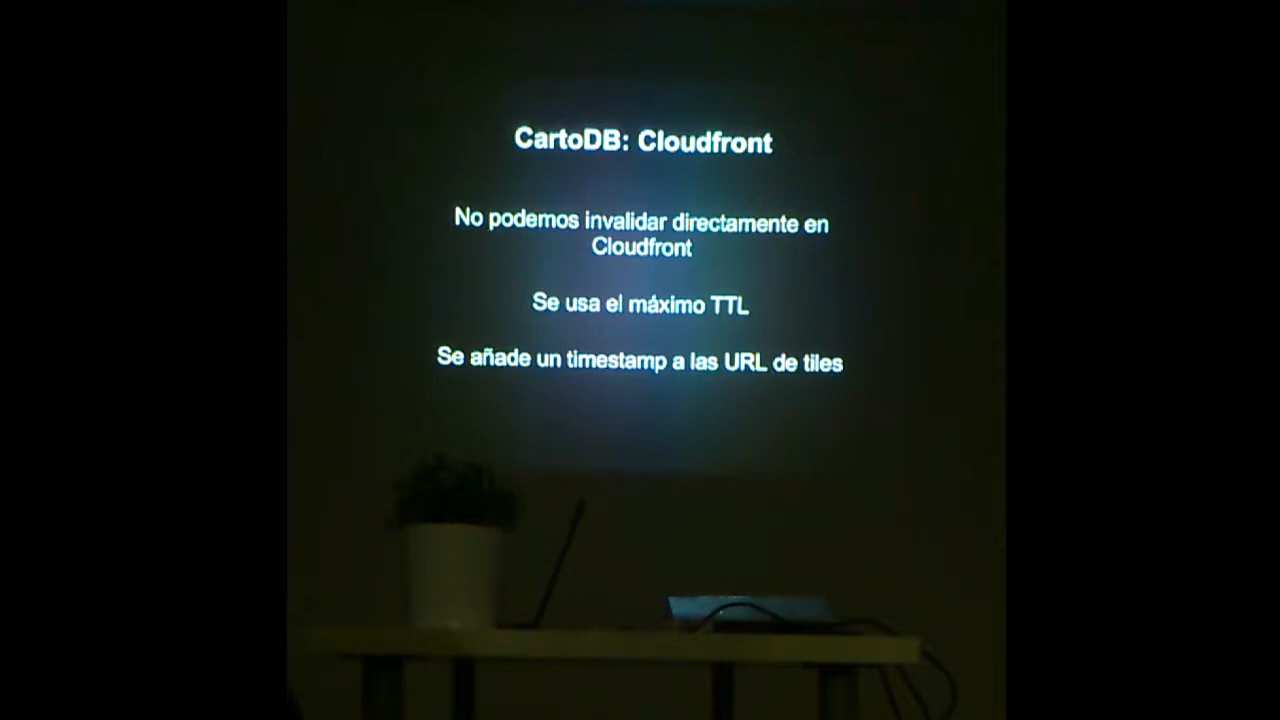 CartoDB: Cloudfront
No podemos invalidar directamente en
Cloudfront
Se usa el máximo TTL
Se añade un timestamp a las URL de tiles